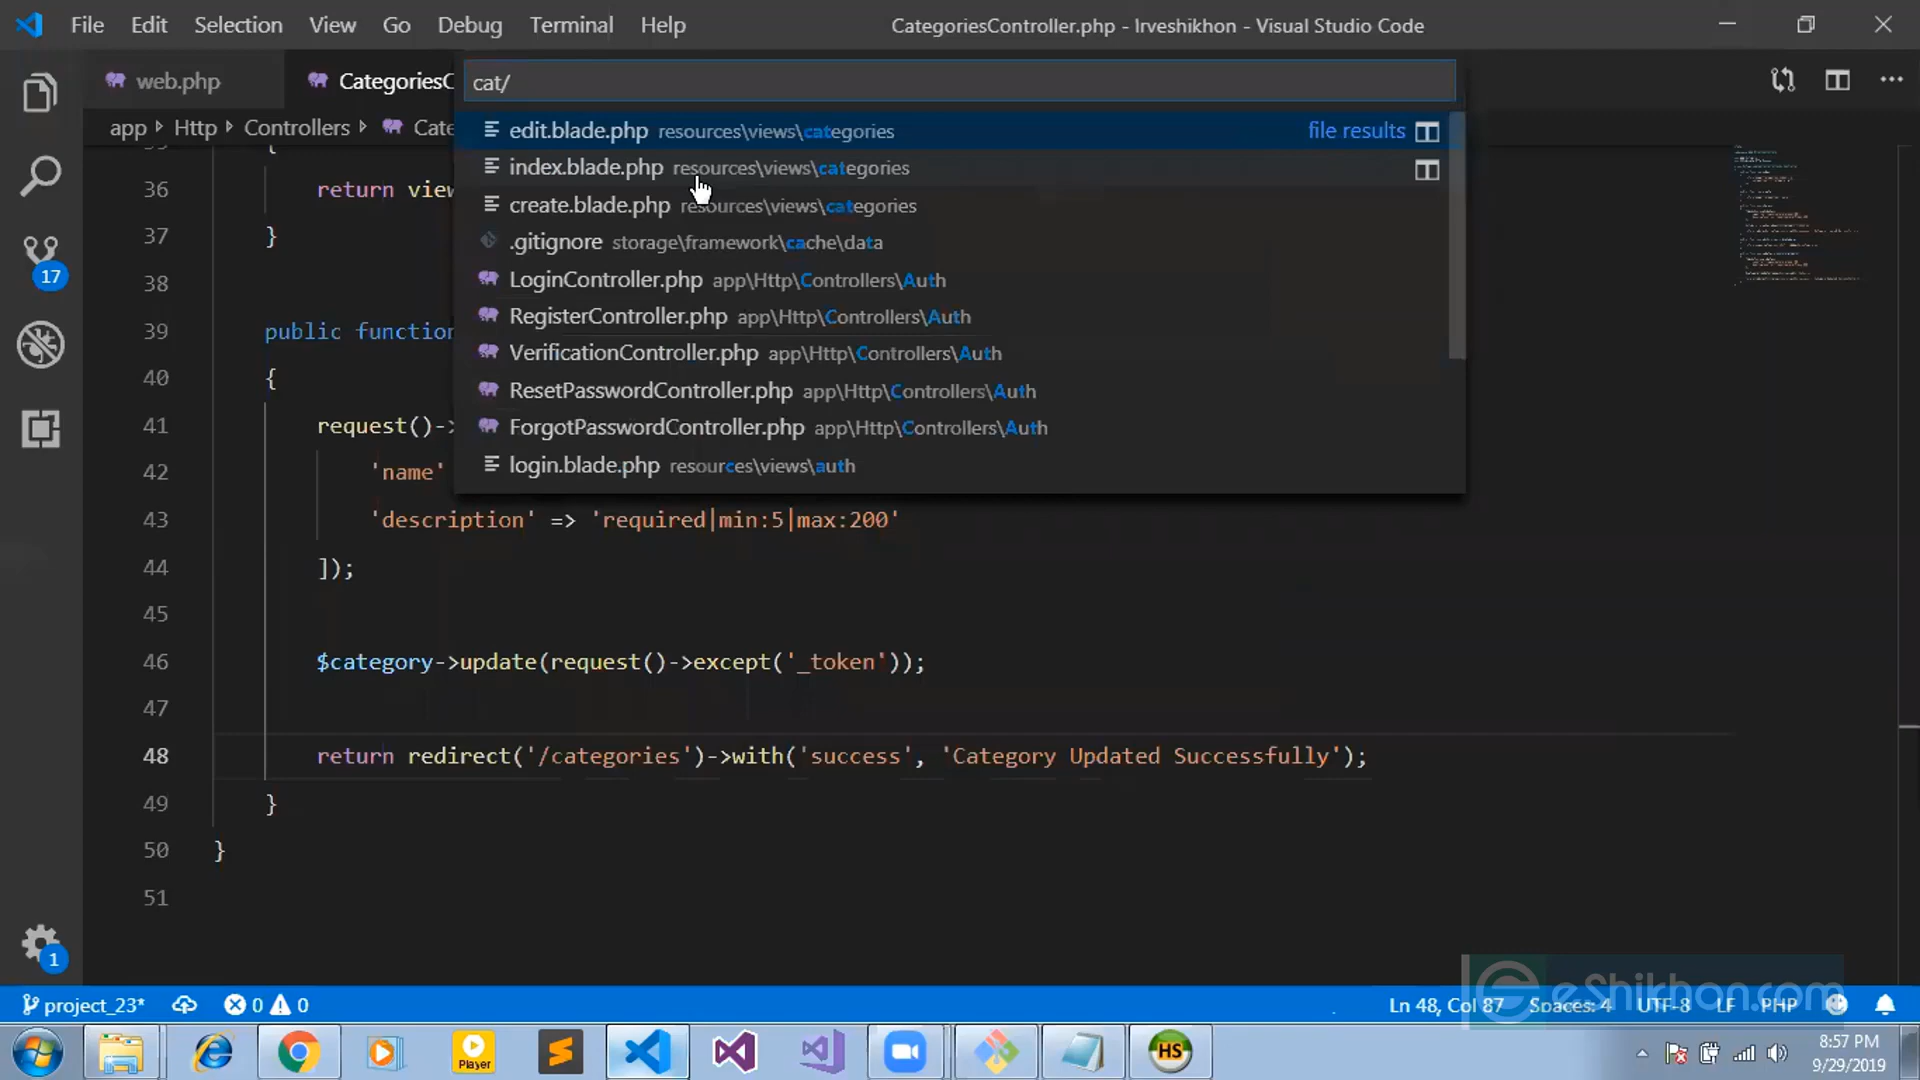 File Edit Selection View Go Debug Terminal Help CategoriesController.php - Irveshikhon - Visual Studio Code
web.php CategoriesC
cat/
app Http Controllers Cate
edit.blade.php resources\views\categories file results
index.blade.php resources\views\categories
create.blade.php resources\views\categories
.gitignore storage\framework\cache\data
LoginController.php app\Http\Controllers\Auth
RegisterController.php app\Http\Controllers\Auth
VerificationController.php app\Http\Controllers\Auth
ResetPasswordController.php app\Http\Controllers\Auth
ForgotPasswordController.php app\Http\Controllers\Auth
login.blade.php resources\views\auth
{
36 return view
37 }
38
39 public function
40 {
41 request()->
42 'name'
43 'description' => 'required|min:5|max:200'
44 ]);
45
46 $category->update(request()->except('_token'));
47
48 return redirect('/categories')->with('success', 'Category Updated Successfully');
49 }
50 }
51
17
1
eShikhon.com
project_23* 0 0 Ln 48, Col 87 Spaces: 4 UTF-8 LF PHP
Player
HS
8:57 PM
9/29/2019